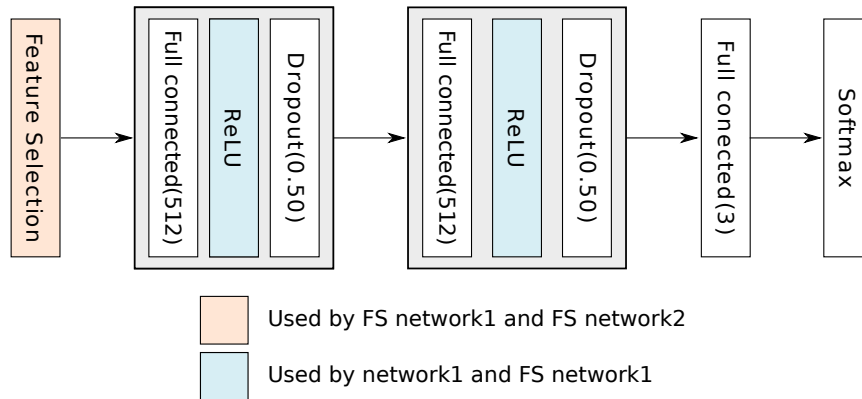 Feature Selection
Full connected(512)
ReLU
Dropout(0.50)
Full connected(512)
ReLU
Dropout(0.50)
Full conected(3)
Softmax
Used by FS network1 and FS network2
Used by network1 and FS network1